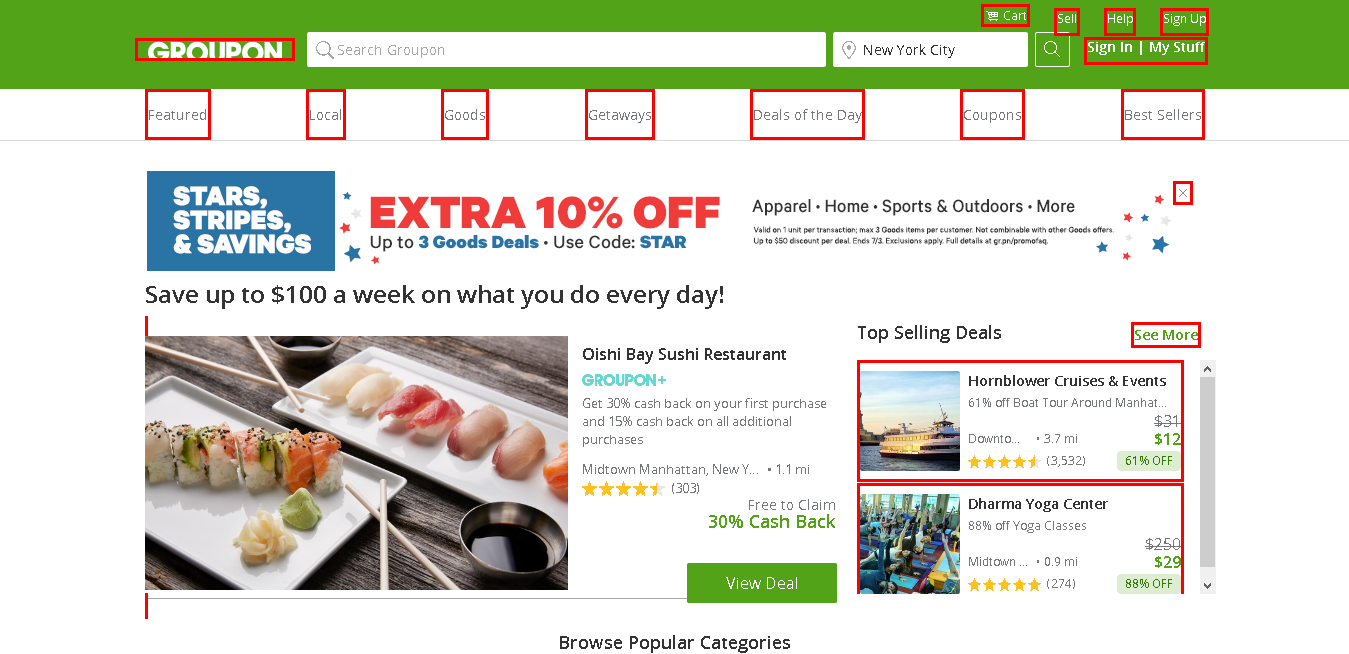 Cart
Sell
Help
Sign Up
GROUPON
Search Groupon
New York City
Sign In | My Stuff
Featured
Local
Goods
Getaways
Deals of the Day
Coupons
Best Sellers
STARS,
STRIPES,
& SAVINGS
EXTRA 10% OFF
Up to 3 Goods Deals • Use Code: STAR
Apparel • Home • Sports & Outdoors • More
Valid on 1 unit per transaction; max 3 Goods items per customer. Not combinable with other Goods offers.
Up to $50 discount per deal. Ends 7/3. Exclusions apply. Full details at gr.pn/promofaq.
Save up to $100 a week on what you do every day!
Oishi Bay Sushi Restaurant
GROUPON+
Get 30% cash back on your first purchase
and 15% cash back on all additional
purchases
Midtown Manhattan, New Y... • 1.1 mi
(303)
Free to Claim
30% Cash Back
View Deal
Top Selling Deals
See More
Hornblower Cruises & Events
61% off Boat Tour Around Manhat...
$31
Downto... • 3.7 mi
$12
(3,532)
61% OFF
Dharma Yoga Center
88% off Yoga Classes
$250
Midtown ... • 0.9 mi
$29
(274)
88% OFF
Browse Popular Categories